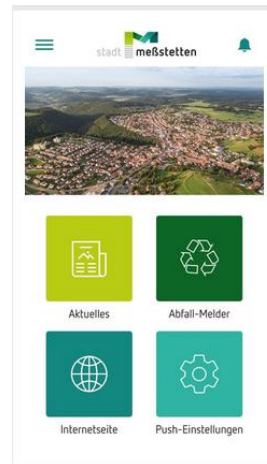 stadt meßstetten
Aktuelles
Abfall-Melder
Internetseite
Push-Einstellungen